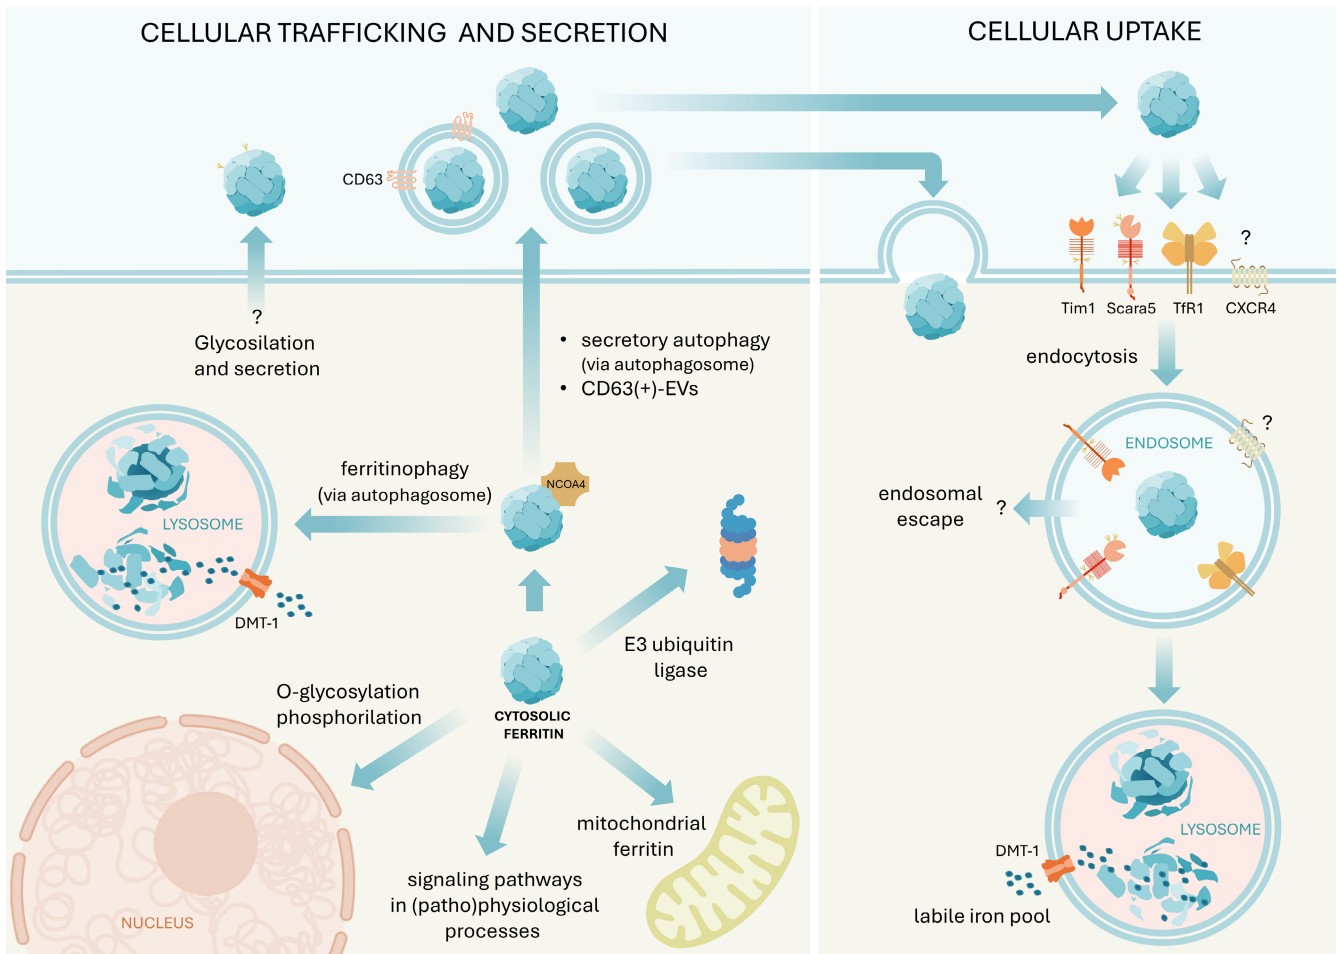 CELLULAR TRAFFICKING AND SECRETION
CD63
?
Glycosilation
and secretion
• secretory autophagy
(via autophagosome)
• CD63(+)-EVs
ferritinophagy
(via autophagosome)
NCOA4
LYSOSOME
DMT-1
E3 ubiquitin
ligase
O-glycosylation
phosphorilation
CYTOSOLIC
FERRITIN
mitochondrial
ferritin
signaling pathways
in (patho)physiological
processes
NUCLEUS
CELLULAR UPTAKE
?
Tim1 Scara5 TfR1 CXCR4
endocytosis
?
ENDOSOME
endosomal
escape
?
LYSOSOME
DMT-1
labile iron pool